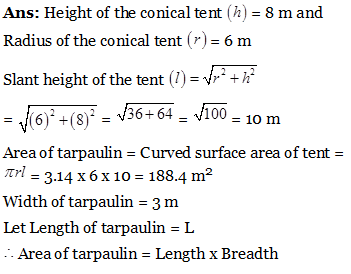 Ans: Height of the conical tent (h) = 8 m and
Radius of the conical tent (r) = 6 m
Slant height of the tent (l) = √(r² + h²)
= √((6)² + (8)²) = √(36 + 64) = √100 = 10 m
Area of tarpaulin = Curved surface area of tent =
πrl = 3.14 x 6 x 10 = 188.4 m²
Width of tarpaulin = 3 m
Let Length of tarpaulin = L
∴ Area of tarpaulin = Length x Breadth